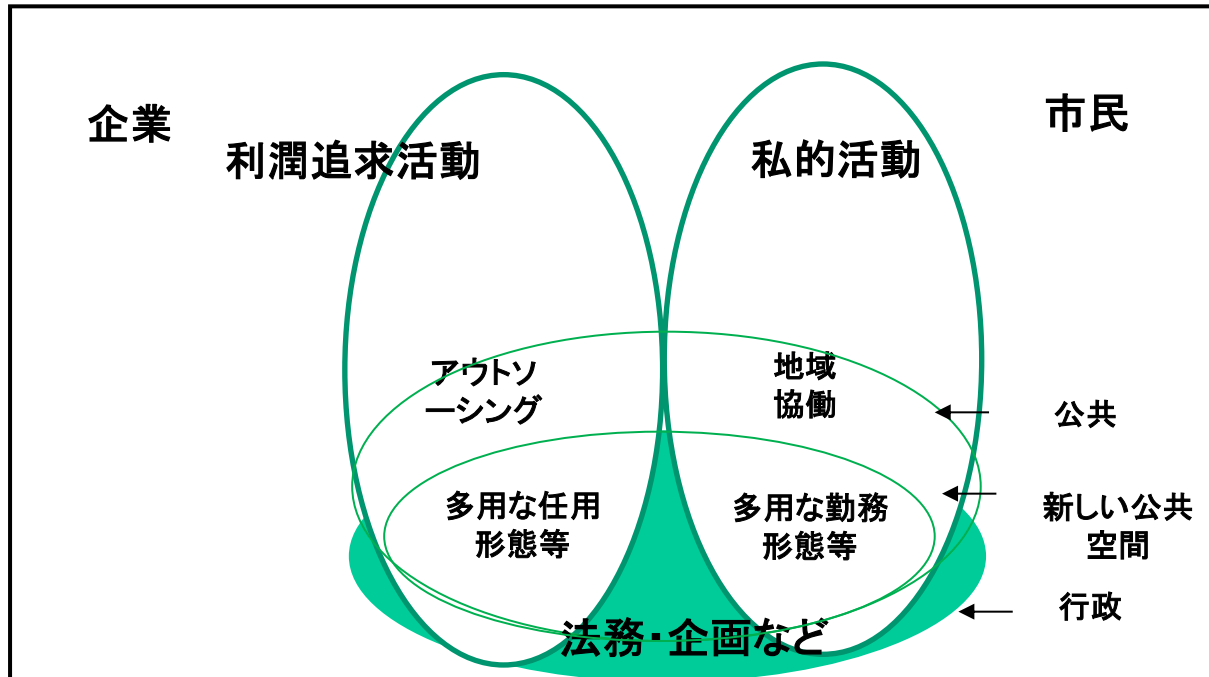 企業
市民
利潤追求活動
私的活動
アウトソ
ーシング
地域
協働
公共
多用な任用
形態等
多用な勤務
形態等
新しい公共
空間
行政
法務・企画など